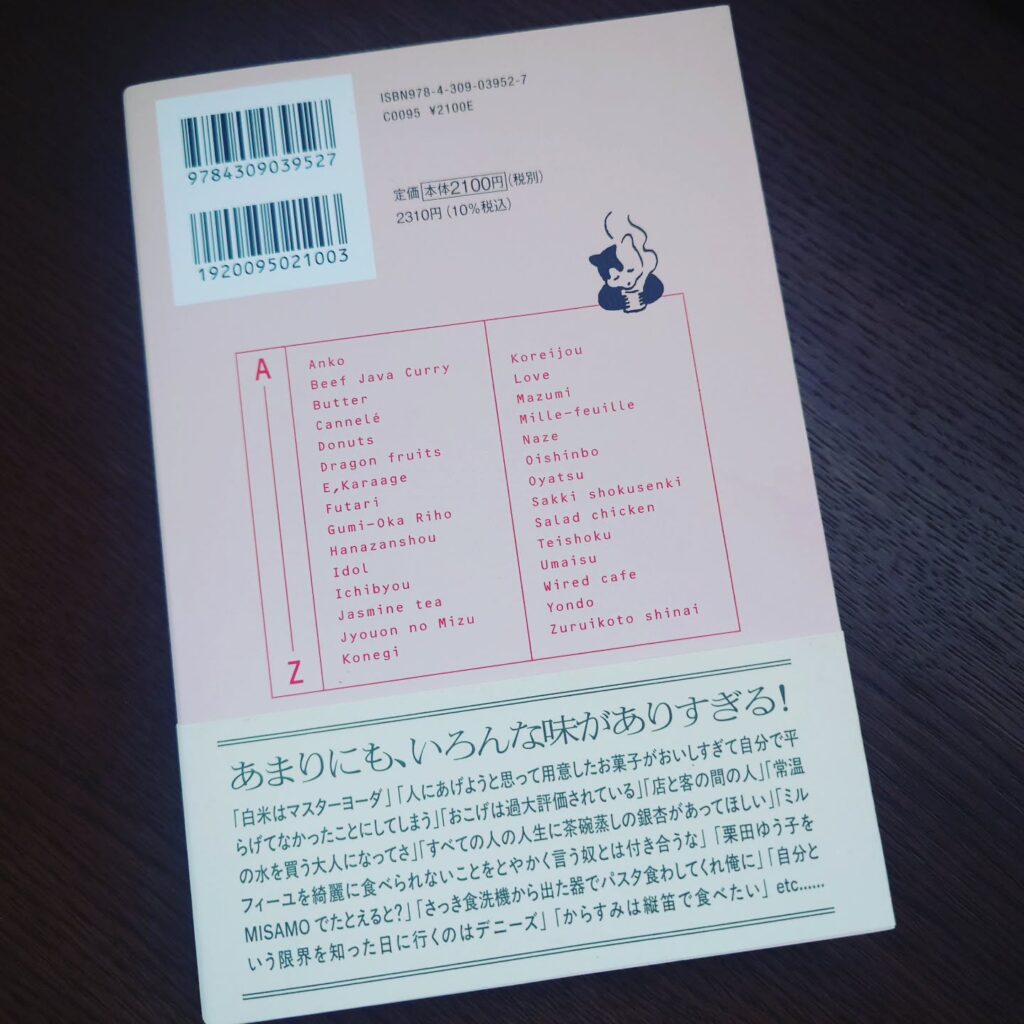 ISBN978-4-309-03952-7
C0095 ¥2100E
9784309039527
1920095021003
定価 本体2100円(税別)
2310円(10%税込)
A
Z
Anko
Beef Java Curry
Butter
Cannelé
Donuts
Dragon fruits
E,Karaage
Futari
Gumi-Oka Riho
Hanazanshou
Idol
Ichibyou
Jasmine tea
Jyouon no Mizu
Konegi
Koreijou
Love
Mazumi
Mille-feuille
Naze
Oishinbo
Oyatsu
Sakki shokusenki
Salad chicken
Teishoku
Umaisu
Wired cafe
Yondo
Zuruikoto shinai
あまりにも、いろんな味がありすぎる!
「白米はマスターヨーダ」「人にあげようと思って用意したお菓子がおいしすぎて自分で平
らげてなかったことにしてしまう」「おこげは過大評価されている」「店と客の間の人」「常温
の水を買う大人になってさ」「すべての人の人生に茶碗蒸しの銀杏があってほしい」「ミル
フィーユを綺麗に食べられないことをとやかく言う奴とは付き合うな」「栗田ゆう子を
MISAMOでたとえると?」「さっき食洗機から出た器でパスタ食わしてくれ俺に」「自分と
いう限界を知った日に行くのはデニーズ」「からすみは縦笛で食べたい」etc......